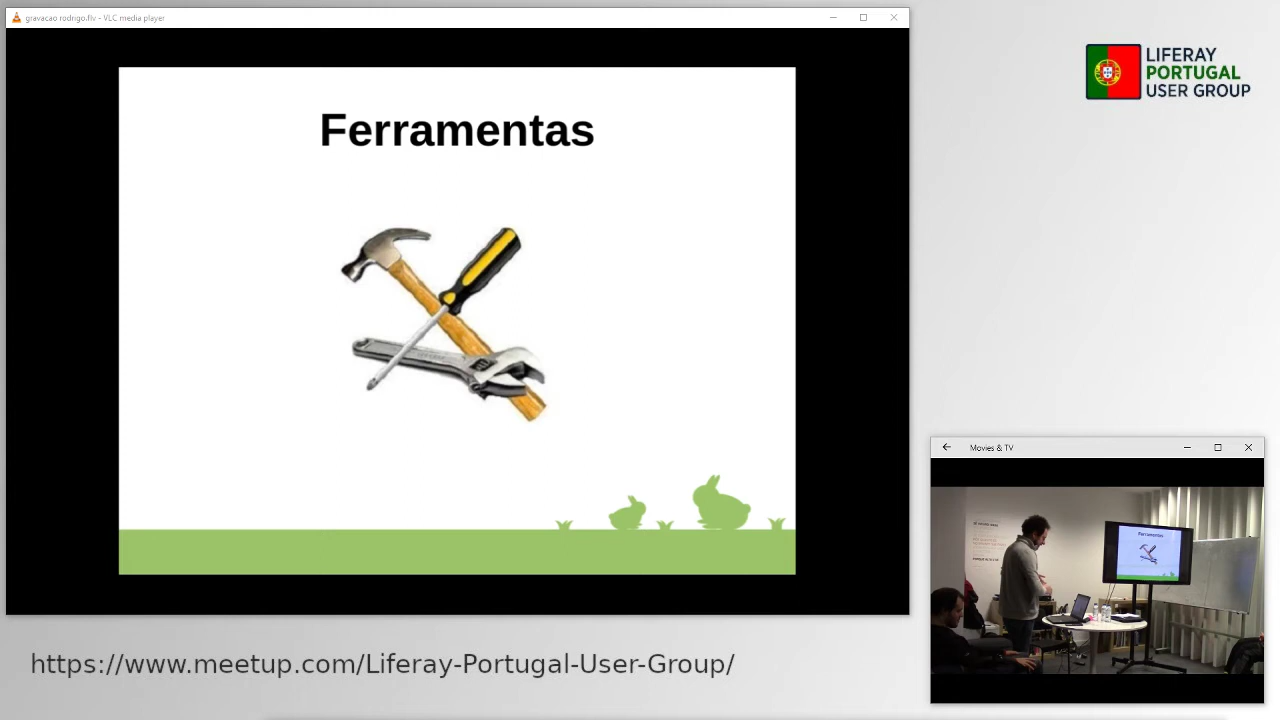 gravacao rodrigo.flv - VLC media player
LIFERAY
PORTUGAL
USER GROUP
Ferramentas
Movies & TV
Ferramentas
https://www.meetup.com/Liferay-Portugal-User-Group/